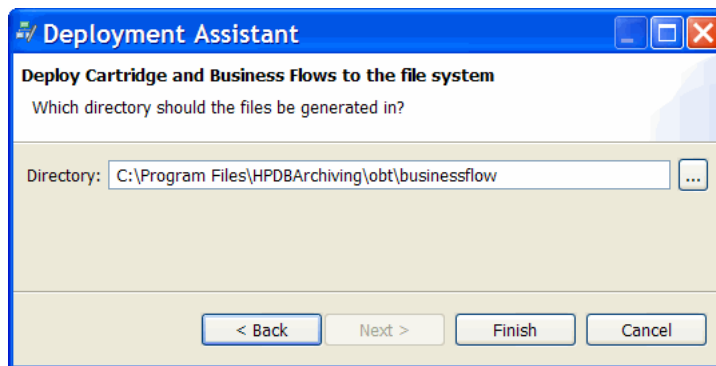 Deployment Assistant
Deploy Cartridge and Business Flows to the file system
Which directory should the files be generated in?
Directory: C:\Program Files\HPDBArchiving\obt\businessflow ...
< Back Next > Finish Cancel